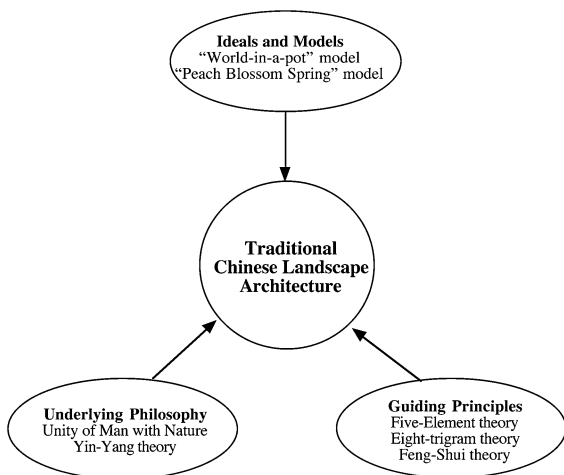 Ideals and Models
“World-in-a-pot” model
“Peach Blossom Spring” model
Traditional
Chinese Landscape
Architecture
Underlying Philosophy
Unity of Man with Nature
Yin-Yang theory
Guiding Principles
Five-Element theory
Eight-trigram theory
Feng-Shui theory